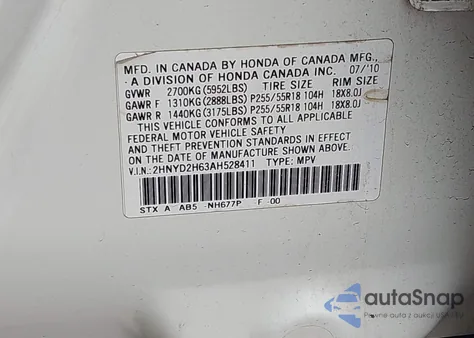 MFD. IN CANADA BY HONDA OF CANADA MFG.,
· A DIVISION OF HONDA CANADA INC. 07/'10
GVWR 2700KG(5952LBS) TIRE SIZE RIM SIZE
GAWR F 1310KG(2888LBS) P255/55R18 104H 18X8.0J
GAWR R 1440KG(3175LBS) P255/55R18 104H 18X8.0J
THIS VEHICLE CONFORMS TO ALL APPLICABLE
FEDERAL MOTOR VEHICLE SAFETY
AND THEFT PREVENTION STANDARDS IN EFFECT ON
THE DATE OF MANUFACTURE SHOWN ABOVE.
V.I.N.: 2HNYD2H63AH528411 TYPE: MPV
STX A AB5 -NH677P F -00
autoSnap
Pewne auta z aukcji